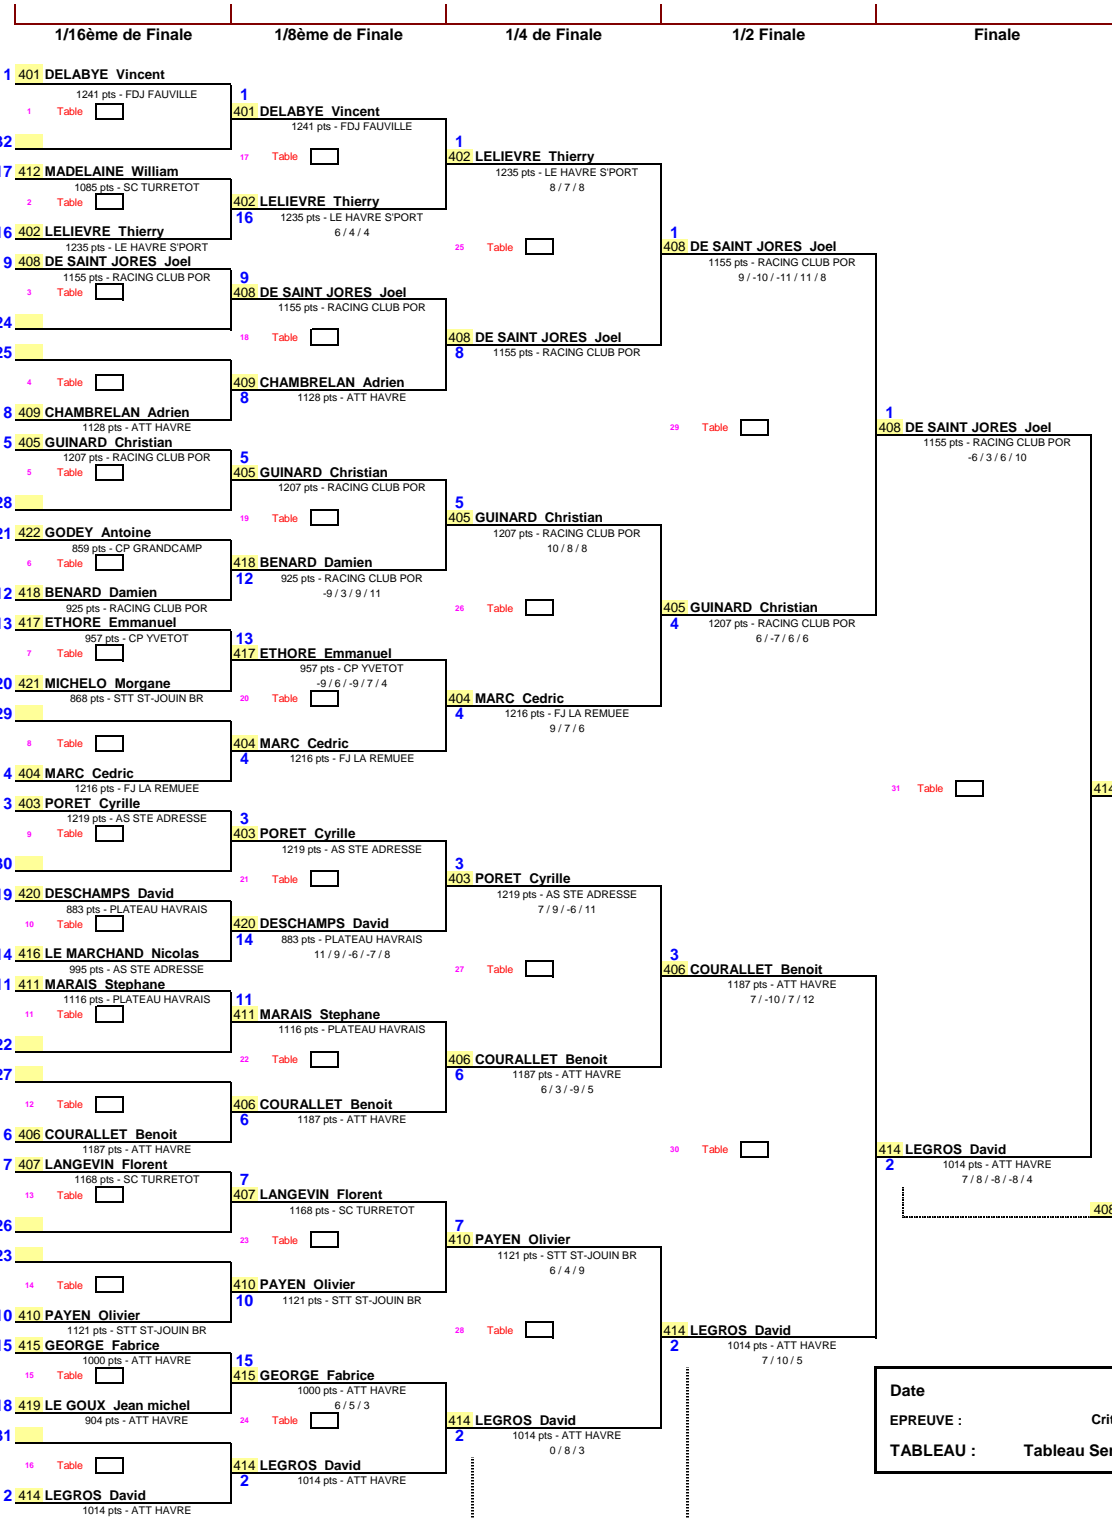 1/16ème de Finale
1/8ème de Finale
1/4 de Finale
1/2 Finale
Finale
1 401 DELABYE Vincent
1241 pts - FDJ FAUVILLE
1 Table
32
17 412 MADELAINE William
1085 pts - SC TURRETOT
2 Table
16 402 LELIEVRE Thierry
1235 pts - LE HAVRE S'PORT
9 408 DE SAINT JORES Joel
1155 pts - RACING CLUB POR
3 Table
24
25
4 Table
8 409 CHAMBRELAN Adrien
1128 pts - ATT HAVRE
5 405 GUINARD Christian
1207 pts - RACING CLUB POR
5 Table
28
21 422 GODEY Antoine
859 pts - CP GRANDCAMP
6 Table
12 418 BENARD Damien
925 pts - RACING CLUB POR
13 417 ETHORE Emmanuel
957 pts - CP YVETOT
7 Table
20 421 MICHELO Morgane
868 pts - STT ST-JOUIN BR
29
8 Table
4 404 MARC Cedric
1216 pts - FJ LA REMUEE
3 403 PORET Cyrille
1219 pts - AS STE ADRESSE
9 Table
30
19 420 DESCHAMPS David
883 pts - PLATEAU HAVRAIS
10 Table
14 416 LE MARCHAND Nicolas
995 pts - AS STE ADRESSE
11 411 MARAIS Stephane
1116 pts - PLATEAU HAVRAIS
11 Table
22
27
12 Table
6 406 COURALLET Benoit
1187 pts - ATT HAVRE
7 407 LANGEVIN Florent
1168 pts - SC TURRETOT
13 Table
26
23
14 Table
10 410 PAYEN Olivier
1121 pts - STT ST-JOUIN BR
15 415 GEORGE Fabrice
1000 pts - ATT HAVRE
15 Table
18 419 LE GOUX Jean michel
904 pts - ATT HAVRE
31
16 Table
2 414 LEGROS David
1014 pts - ATT HAVRE
1
401 DELABYE Vincent
1241 pts - FDJ FAUVILLE
17 Table
402 LELIEVRE Thierry
16 1235 pts - LE HAVRE S'PORT
6 / 4 / 4
9
408 DE SAINT JORES Joel
1155 pts - RACING CLUB POR
18 Table
409 CHAMBRELAN Adrien
8 1128 pts - ATT HAVRE
5
405 GUINARD Christian
1207 pts - RACING CLUB POR
19 Table
418 BENARD Damien
12 925 pts - RACING CLUB POR
-9 / 3 / 9 / 11
13
417 ETHORE Emmanuel
957 pts - CP YVETOT
-9 / 6 / -9 / 7 / 4
20 Table
404 MARC Cedric
4 1216 pts - FJ LA REMUEE
3
403 PORET Cyrille
1219 pts - AS STE ADRESSE
21 Table
420 DESCHAMPS David
14 883 pts - PLATEAU HAVRAIS
11 / 9 / -6 / -7 / 8
11
411 MARAIS Stephane
1116 pts - PLATEAU HAVRAIS
22 Table
406 COURALLET Benoit
6 1187 pts - ATT HAVRE
7
407 LANGEVIN Florent
1168 pts - SC TURRETOT
23 Table
410 PAYEN Olivier
10 1121 pts - STT ST-JOUIN BR
15
415 GEORGE Fabrice
1000 pts - ATT HAVRE
6 / 5 / 3
24 Table
414 LEGROS David
2 1014 pts - ATT HAVRE
1
402 LELIEVRE Thierry
1235 pts - LE HAVRE S'PORT
8 / 7 / 8
25 Table
408 DE SAINT JORES Joel
8 1155 pts - RACING CLUB POR
5
405 GUINARD Christian
1207 pts - RACING CLUB POR
10 / 8 / 8
26 Table
404 MARC Cedric
4 1216 pts - FJ LA REMUEE
9 / 7 / 6
3
403 PORET Cyrille
1219 pts - AS STE ADRESSE
7 / 9 / -6 / 11
27 Table
406 COURALLET Benoit
6 1187 pts - ATT HAVRE
6 / 3 / -9 / 5
7
410 PAYEN Olivier
1121 pts - STT ST-JOUIN BR
6 / 4 / 9
28 Table
414 LEGROS David
2 1014 pts - ATT HAVRE
0 / 8 / 3
1
408 DE SAINT JORES Joel
1155 pts - RACING CLUB POR
9 / -10 / -11 / 11 / 8
29 Table
405 GUINARD Christian
4 1207 pts - RACING CLUB POR
6 / -7 / 6 / 6
3
406 COURALLET Benoit
1187 pts - ATT HAVRE
7 / -10 / 7 / 12
30 Table
414 LEGROS David
2 1014 pts - ATT HAVRE
7 / 10 / 5
1
408 DE SAINT JORES Joel
1155 pts - RACING CLUB POR
-6 / 3 / 6 / 10
31 Table
414
414 LEGROS David
2 1014 pts - ATT HAVRE
7 / 8 / -8 / -8 / 4
408
Date
EPREUVE : Crit
TABLEAU : Tableau Ser